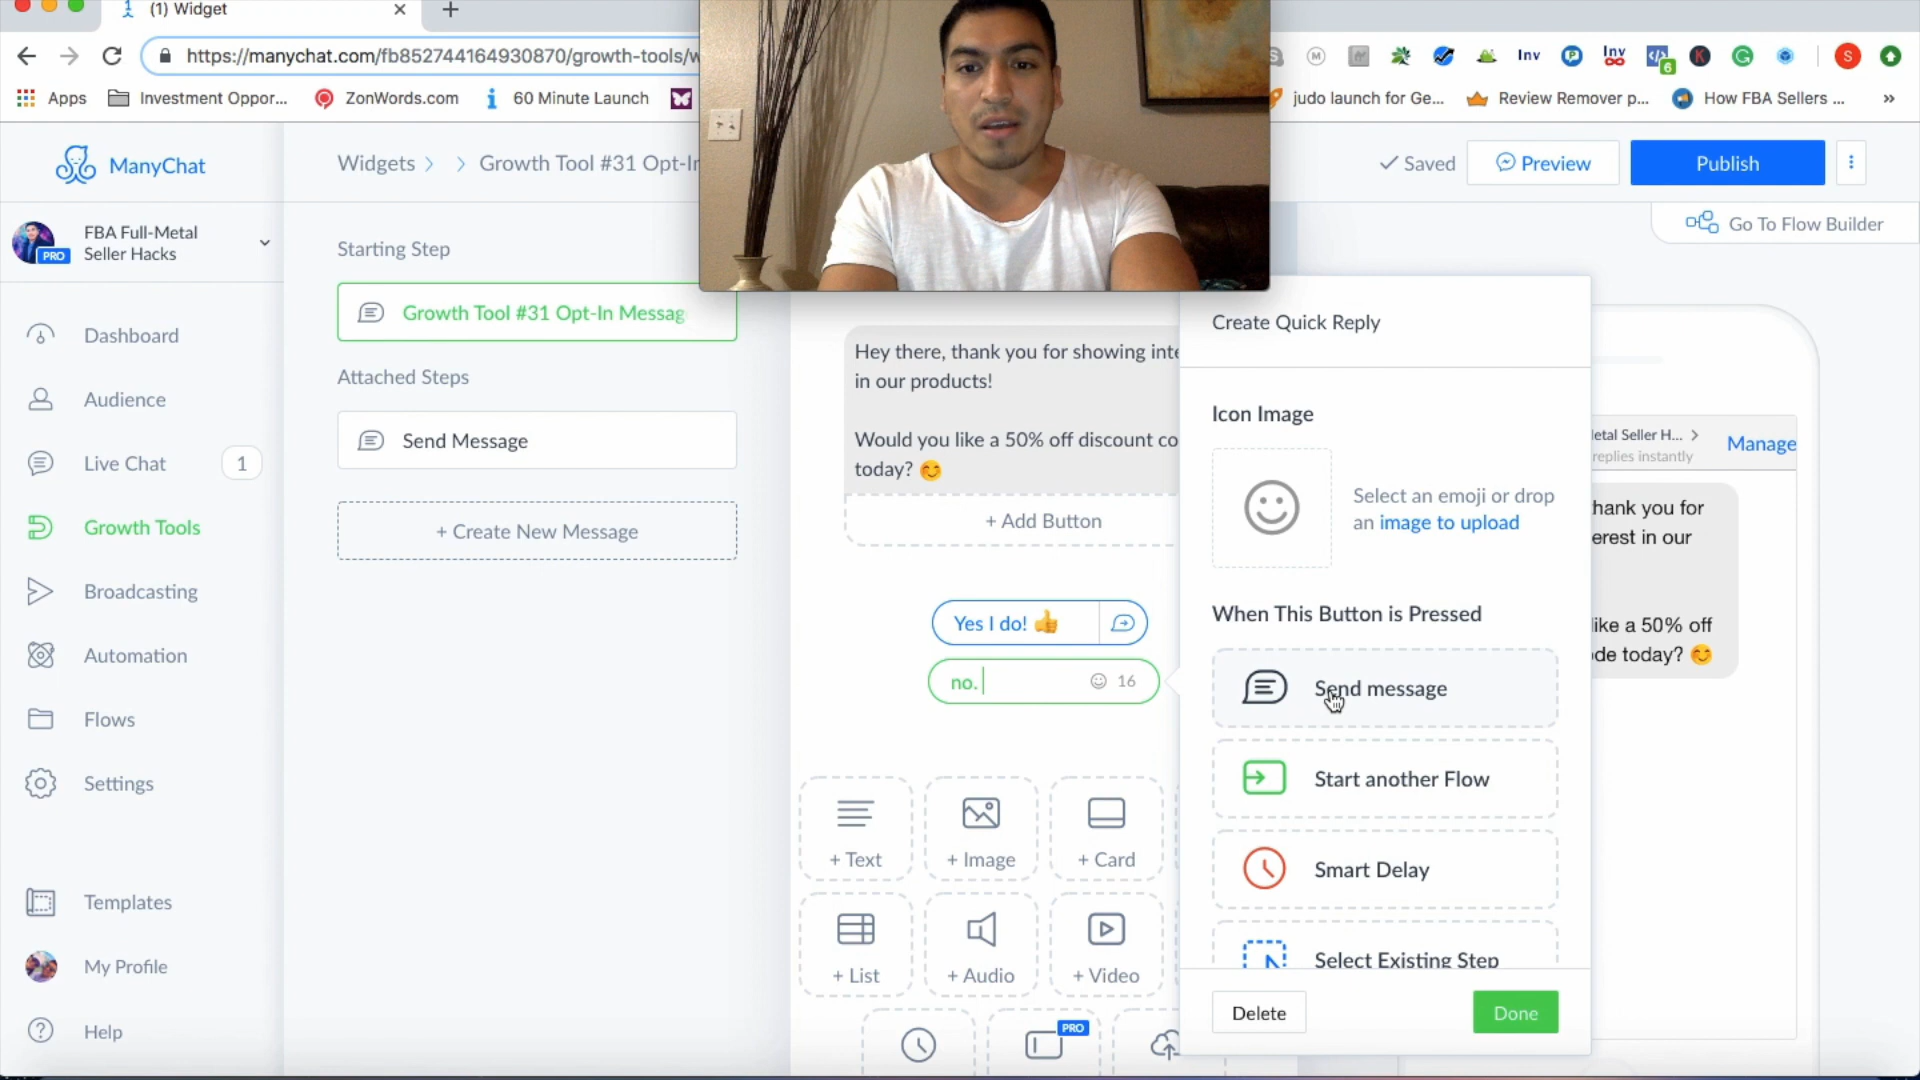 (1) Widget
https://manychat.com/fb852744164930870/growth-tools/w
Inv
Inv
6
K
G
S
Apps
Investment Oppor...
ZonWords.com
60 Minute Launch
judo launch for Ge...
Review Remover p...
How FBA Sellers ...
»
ManyChat
Widgets
Growth Tool #31 Opt-In
Saved
Preview
Publish
FBA Full-Metal
Seller Hacks
PRO
Go To Flow Builder
Starting Step
Growth Tool #31 Opt-In Messag
Attached Steps
Send Message
+ Create New Message
Dashboard
Audience
Live Chat
1
Growth Tools
Broadcasting
Automation
Flows
Settings
Templates
My Profile
Help
Hey there, thank you for showing inte
in our products!
Would you like a 50% off discount co
today? 😊
+ Add Button
Yes I do! 👍
no.
16
+ Text
+ Image
+ Card
+ List
+ Audio
+ Video
PRO
Create Quick Reply
Icon Image
Select an emoji or drop
an image to upload
When This Button is Pressed
Send message
Start another Flow
Smart Delay
Select Existing Step
Delete
Done
etal Seller H...
Manage
replies instantly
hank you for
erest in our
ike a 50% off
de today? 😊